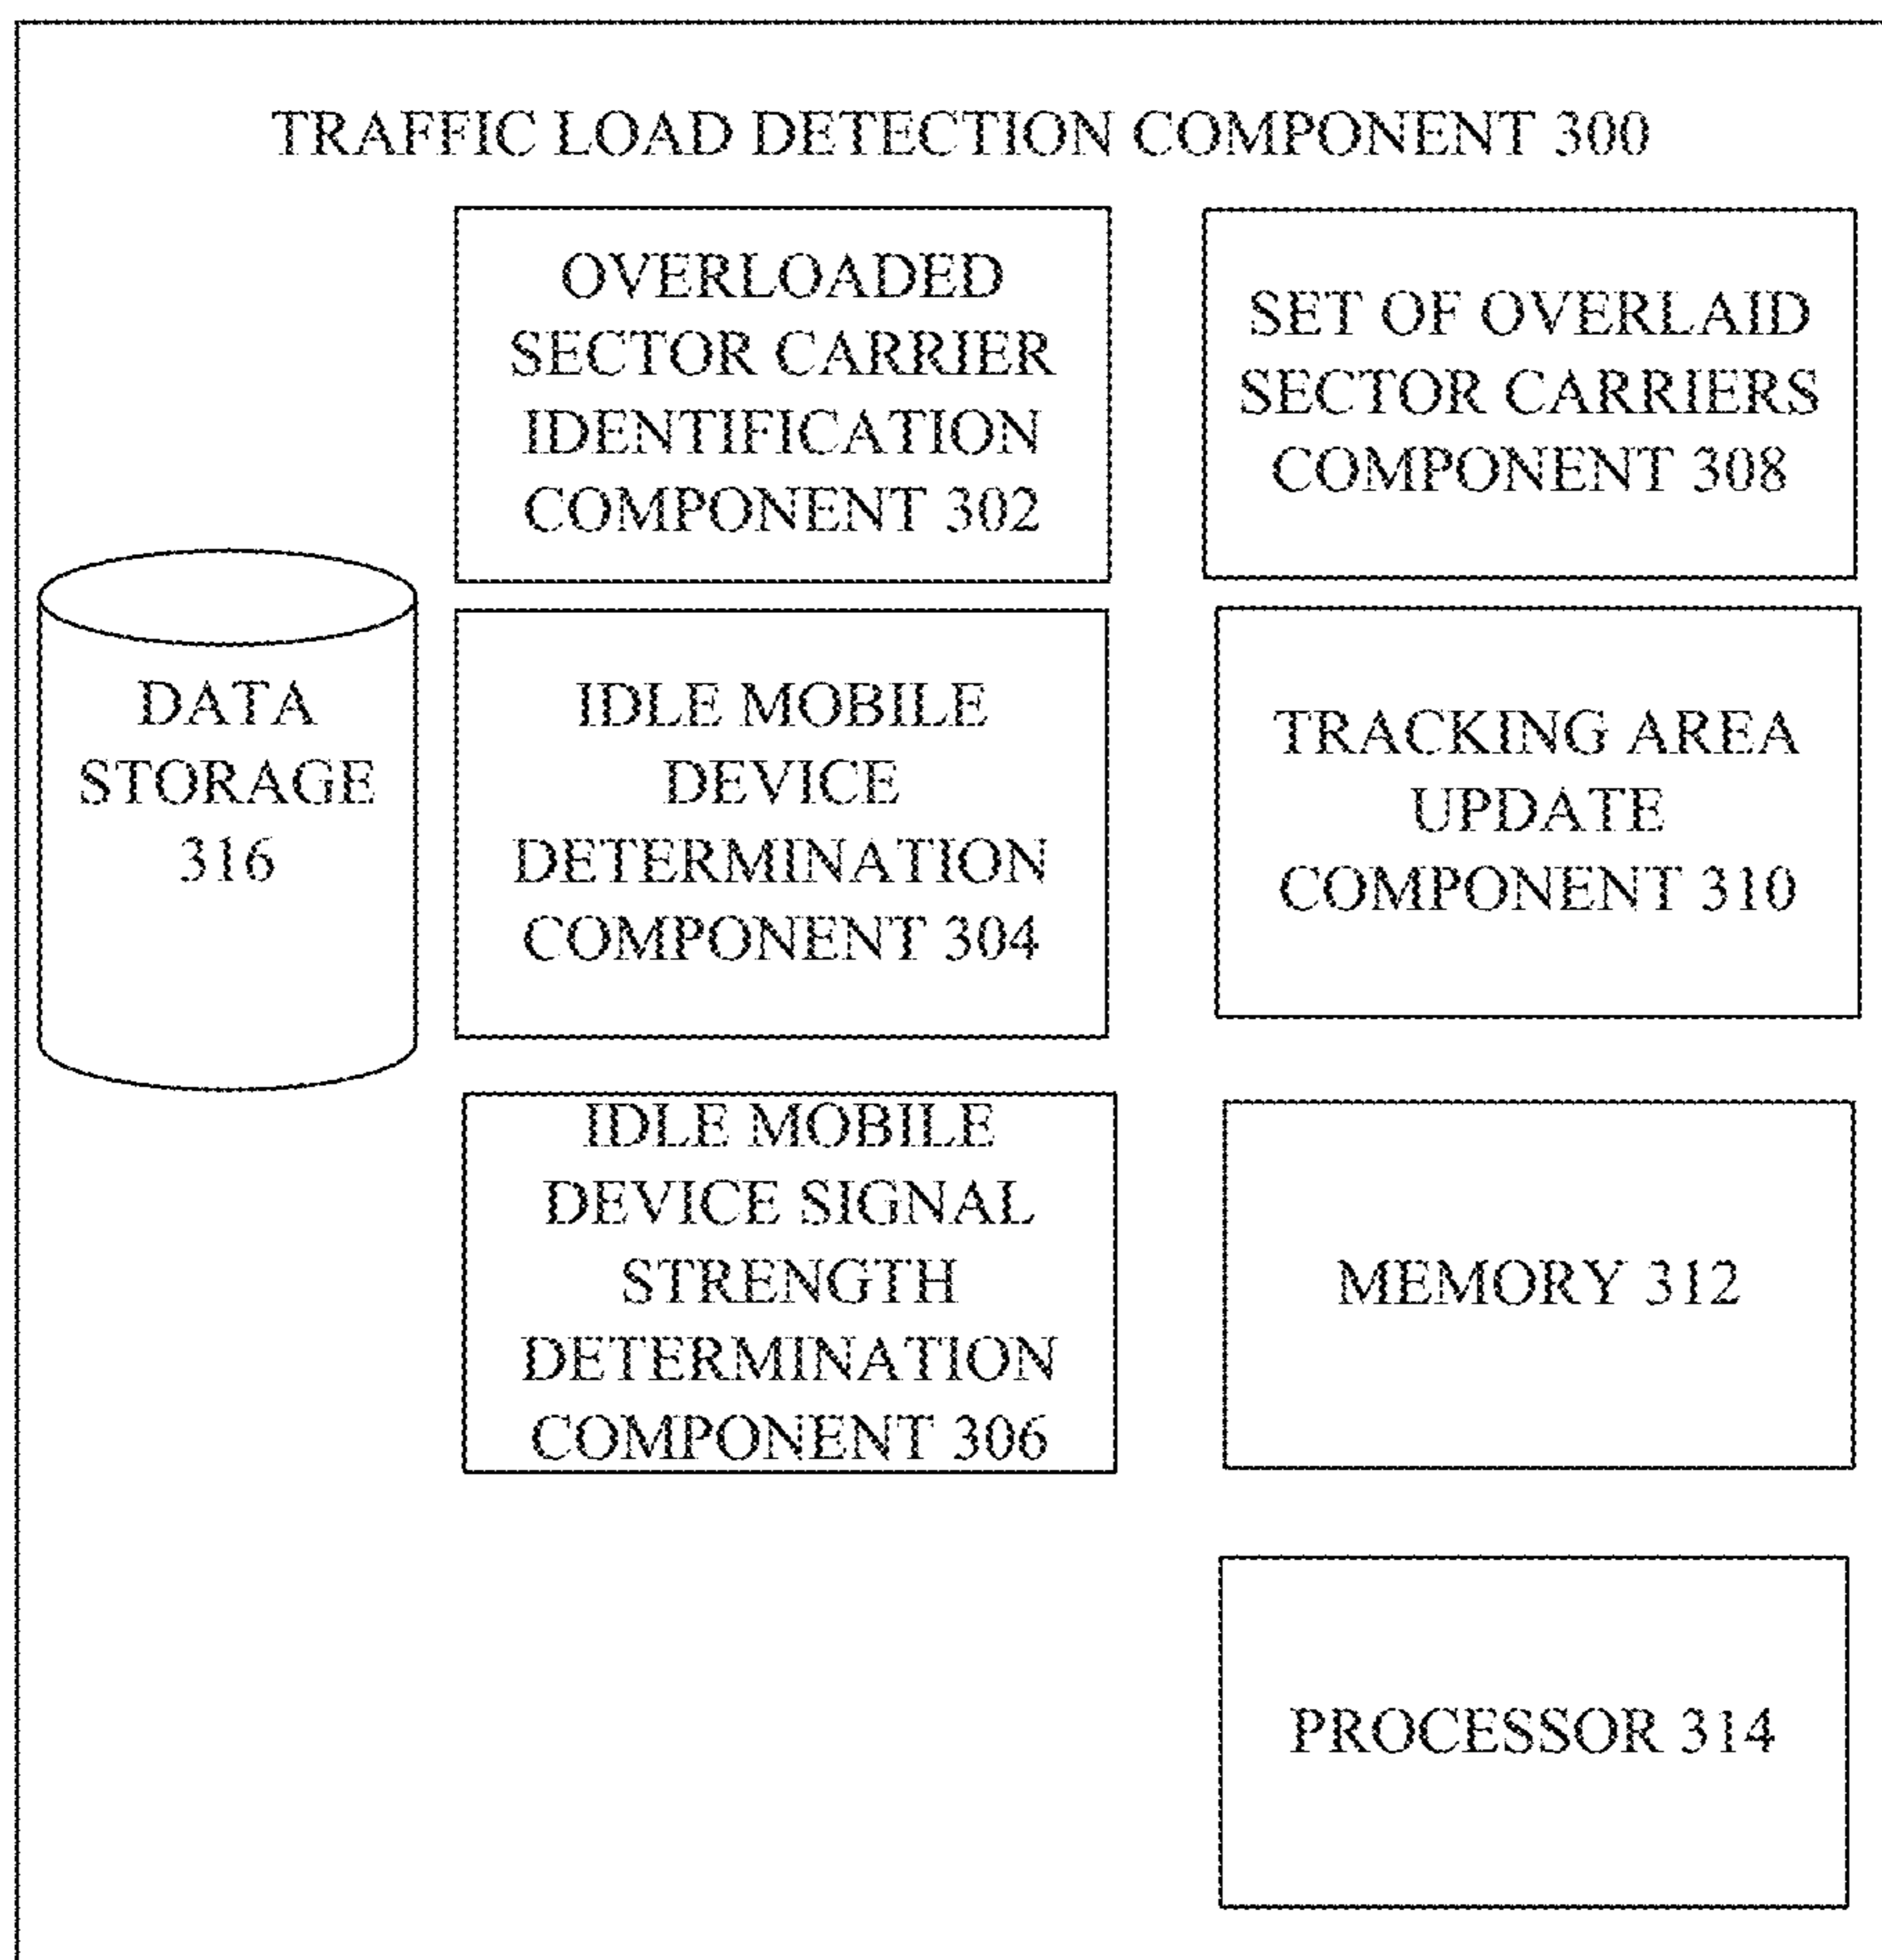 TRAFFIC LOAD DETECTION COMPONENT 300
OVERLOADED
SECTOR CARRIER
IDENTIFICATION
COMPONENT 302
SET OF OVERLAID
SECTOR CARRIERS
COMPONENT 308
DATA
STORAGE
316
IDLE MOBILE
DEVICE
DETERMINATION
COMPONENT 304
TRACKING AREA
UPDATE
COMPONENT 310
IDLE MOBILE
DEVICE SIGNAL
STRENGTH
DETERMINATION
COMPONENT 306
MEMORY 312
PROCESSOR 314